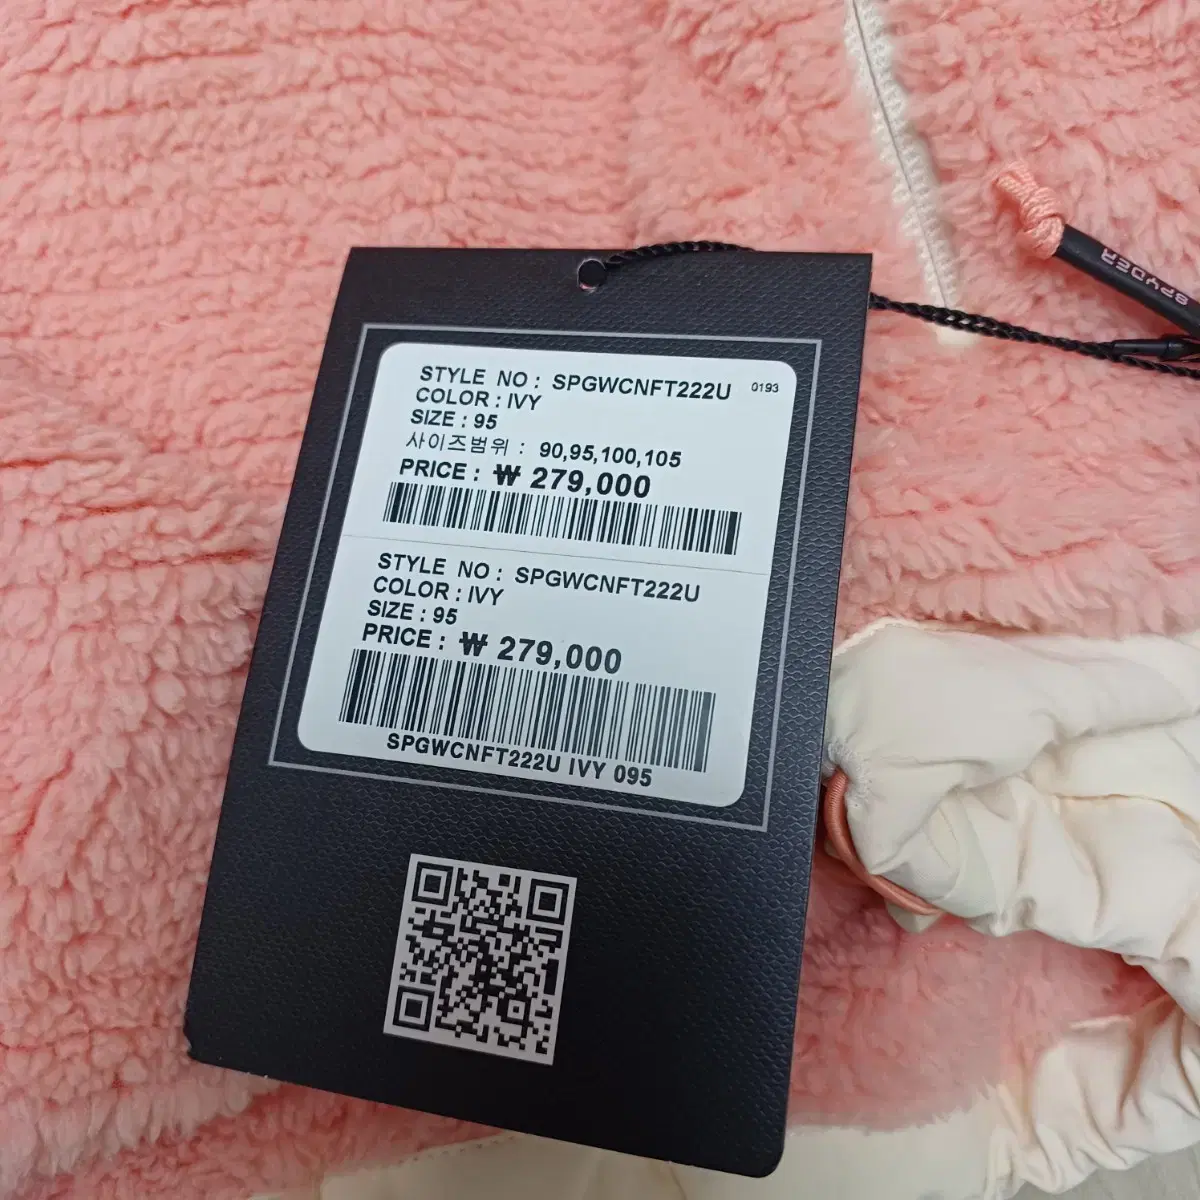 STYLE NO : SPGWCNFT222U 0193
COLOR : IVY
SIZE : 95
사이즈범위 : 90,95,100,105
PRICE : ₩ 279,000
STYLE NO : SPGWCNFT222U
COLOR : IVY
SIZE : 95
PRICE : ₩ 279,000
SPGWCNFT222U IVY 095
SPYDER